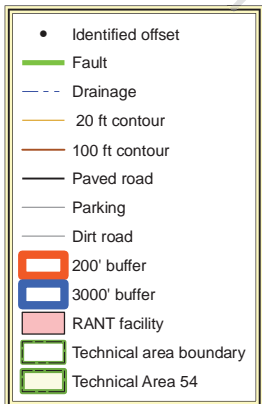 Identified offset
Fault
Drainage
20 ft contour
100 ft contour
Paved road
Parking
Dirt road
200' buffer
3000' buffer
RANT facility
Technical area boundary
Technical Area 54